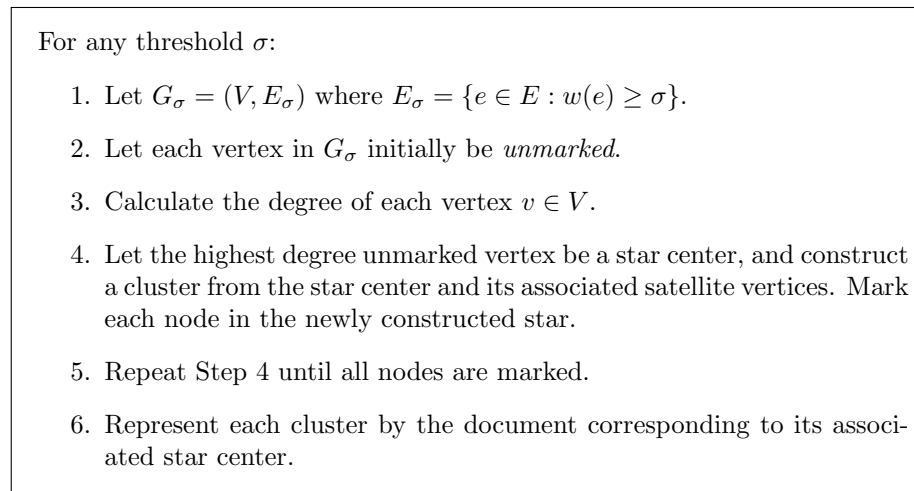 For any threshold σ:
1. Let G_σ = (V, E_σ) where E_σ = {e ∈ E : w(e) ≥ σ}.
2. Let each vertex in G_σ initially be unmarked.
3. Calculate the degree of each vertex v ∈ V.
4. Let the highest degree unmarked vertex be a star center, and construct
a cluster from the star center and its associated satellite vertices. Mark
each node in the newly constructed star.
5. Repeat Step 4 until all nodes are marked.
6. Represent each cluster by the document corresponding to its associ-
ated star center.